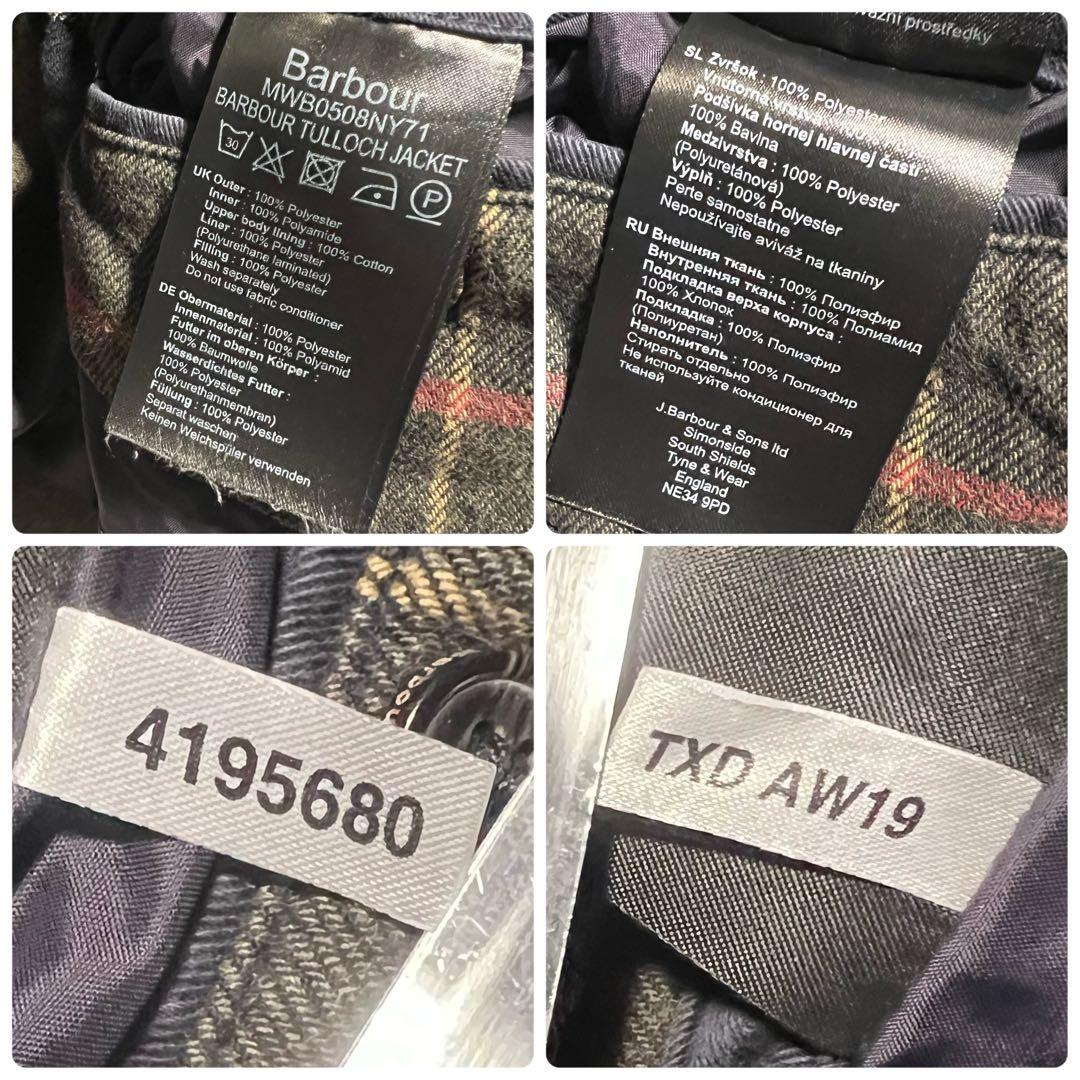 Barbour
MWB0508NY71
BARBOUR TULLOCH JACKET
30
P
UK Outer : 100% Polyester
Inner : 100% Polyamide
Upper body lining : 100% Cotton
Liner : 100% Polyester
(Polyurethane laminated)
Filling : 100% Polyester
Wash separately
Do not use fabric conditioner
DE Obermaterial : 100% Polyester
Innenmaterial : 100% Polyamid
Futter im oberen Körper :
100% Baumwolle
Wasserdichtes Futter :
100% Polyester
(Polyurethanmembran)
Füllung : 100% Polyester
Separat waschen
Keinen Weichspüler verwenden
prostředky
SL Zvršok : 100% Polyester
Vnútorná vrstva
Podšívka hornej hlavnej časti :
100% Bavlna
Medzivrstva : 100% Polyester
(Polyuretánová)
Výplň : 100% Polyester
Perte samostatne
Nepoužívajte aviváž na tkaniny
RU Внешняя ткань : 100% Полиэфир
Внутренняя ткань : 100% Полиамид
Подкладка верха корпуса :
100% Хлопок
Подкладка : 100% Полиэфир
(Полиуретан)
Наполнитель : 100% Полиэфир
Стирать отдельно
Не используйте кондиционер для
тканей
J.Barbour & Sons ltd
Simonside
South Shields
Tyne & Wear
England
NE34 9PD
4195680
TXD AW19